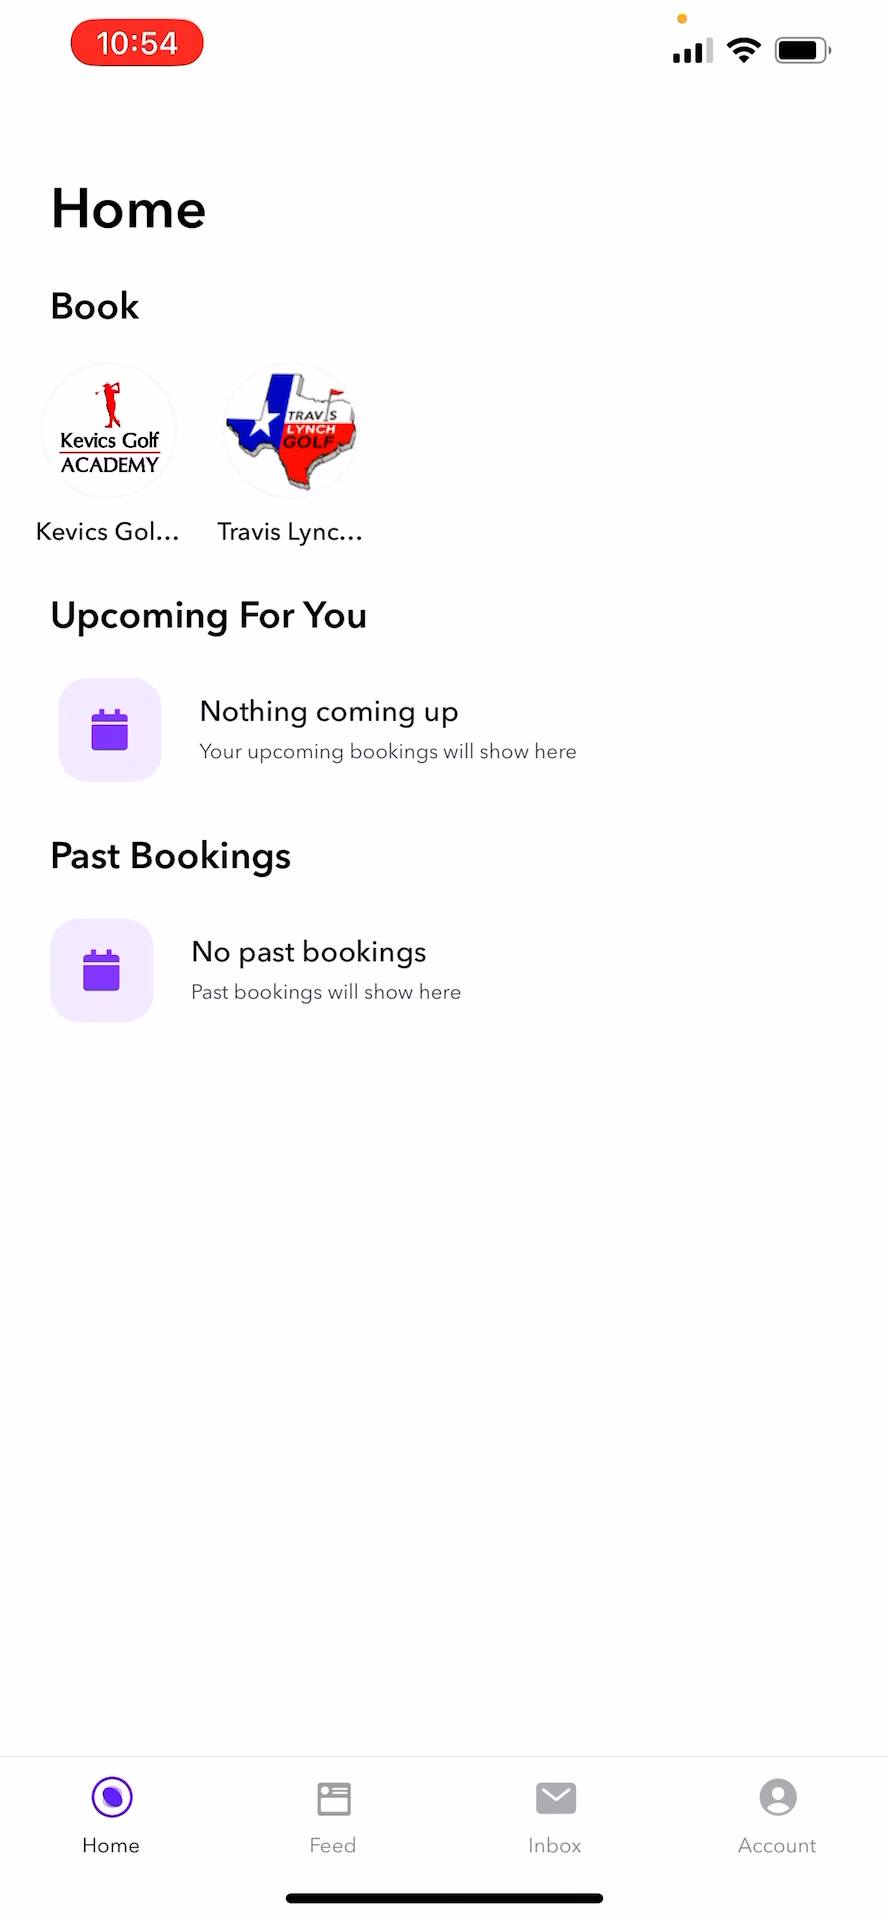 10:54
Home
Book
Kevics Golf
ACADEMY
TRAVIS
LYNCH
GOLF
Kevics Gol...
Travis Lync...
Upcoming For You
Nothing coming up
Your upcoming bookings will show here
Past Bookings
No past bookings
Past bookings will show here
Home
Feed
Inbox
Account